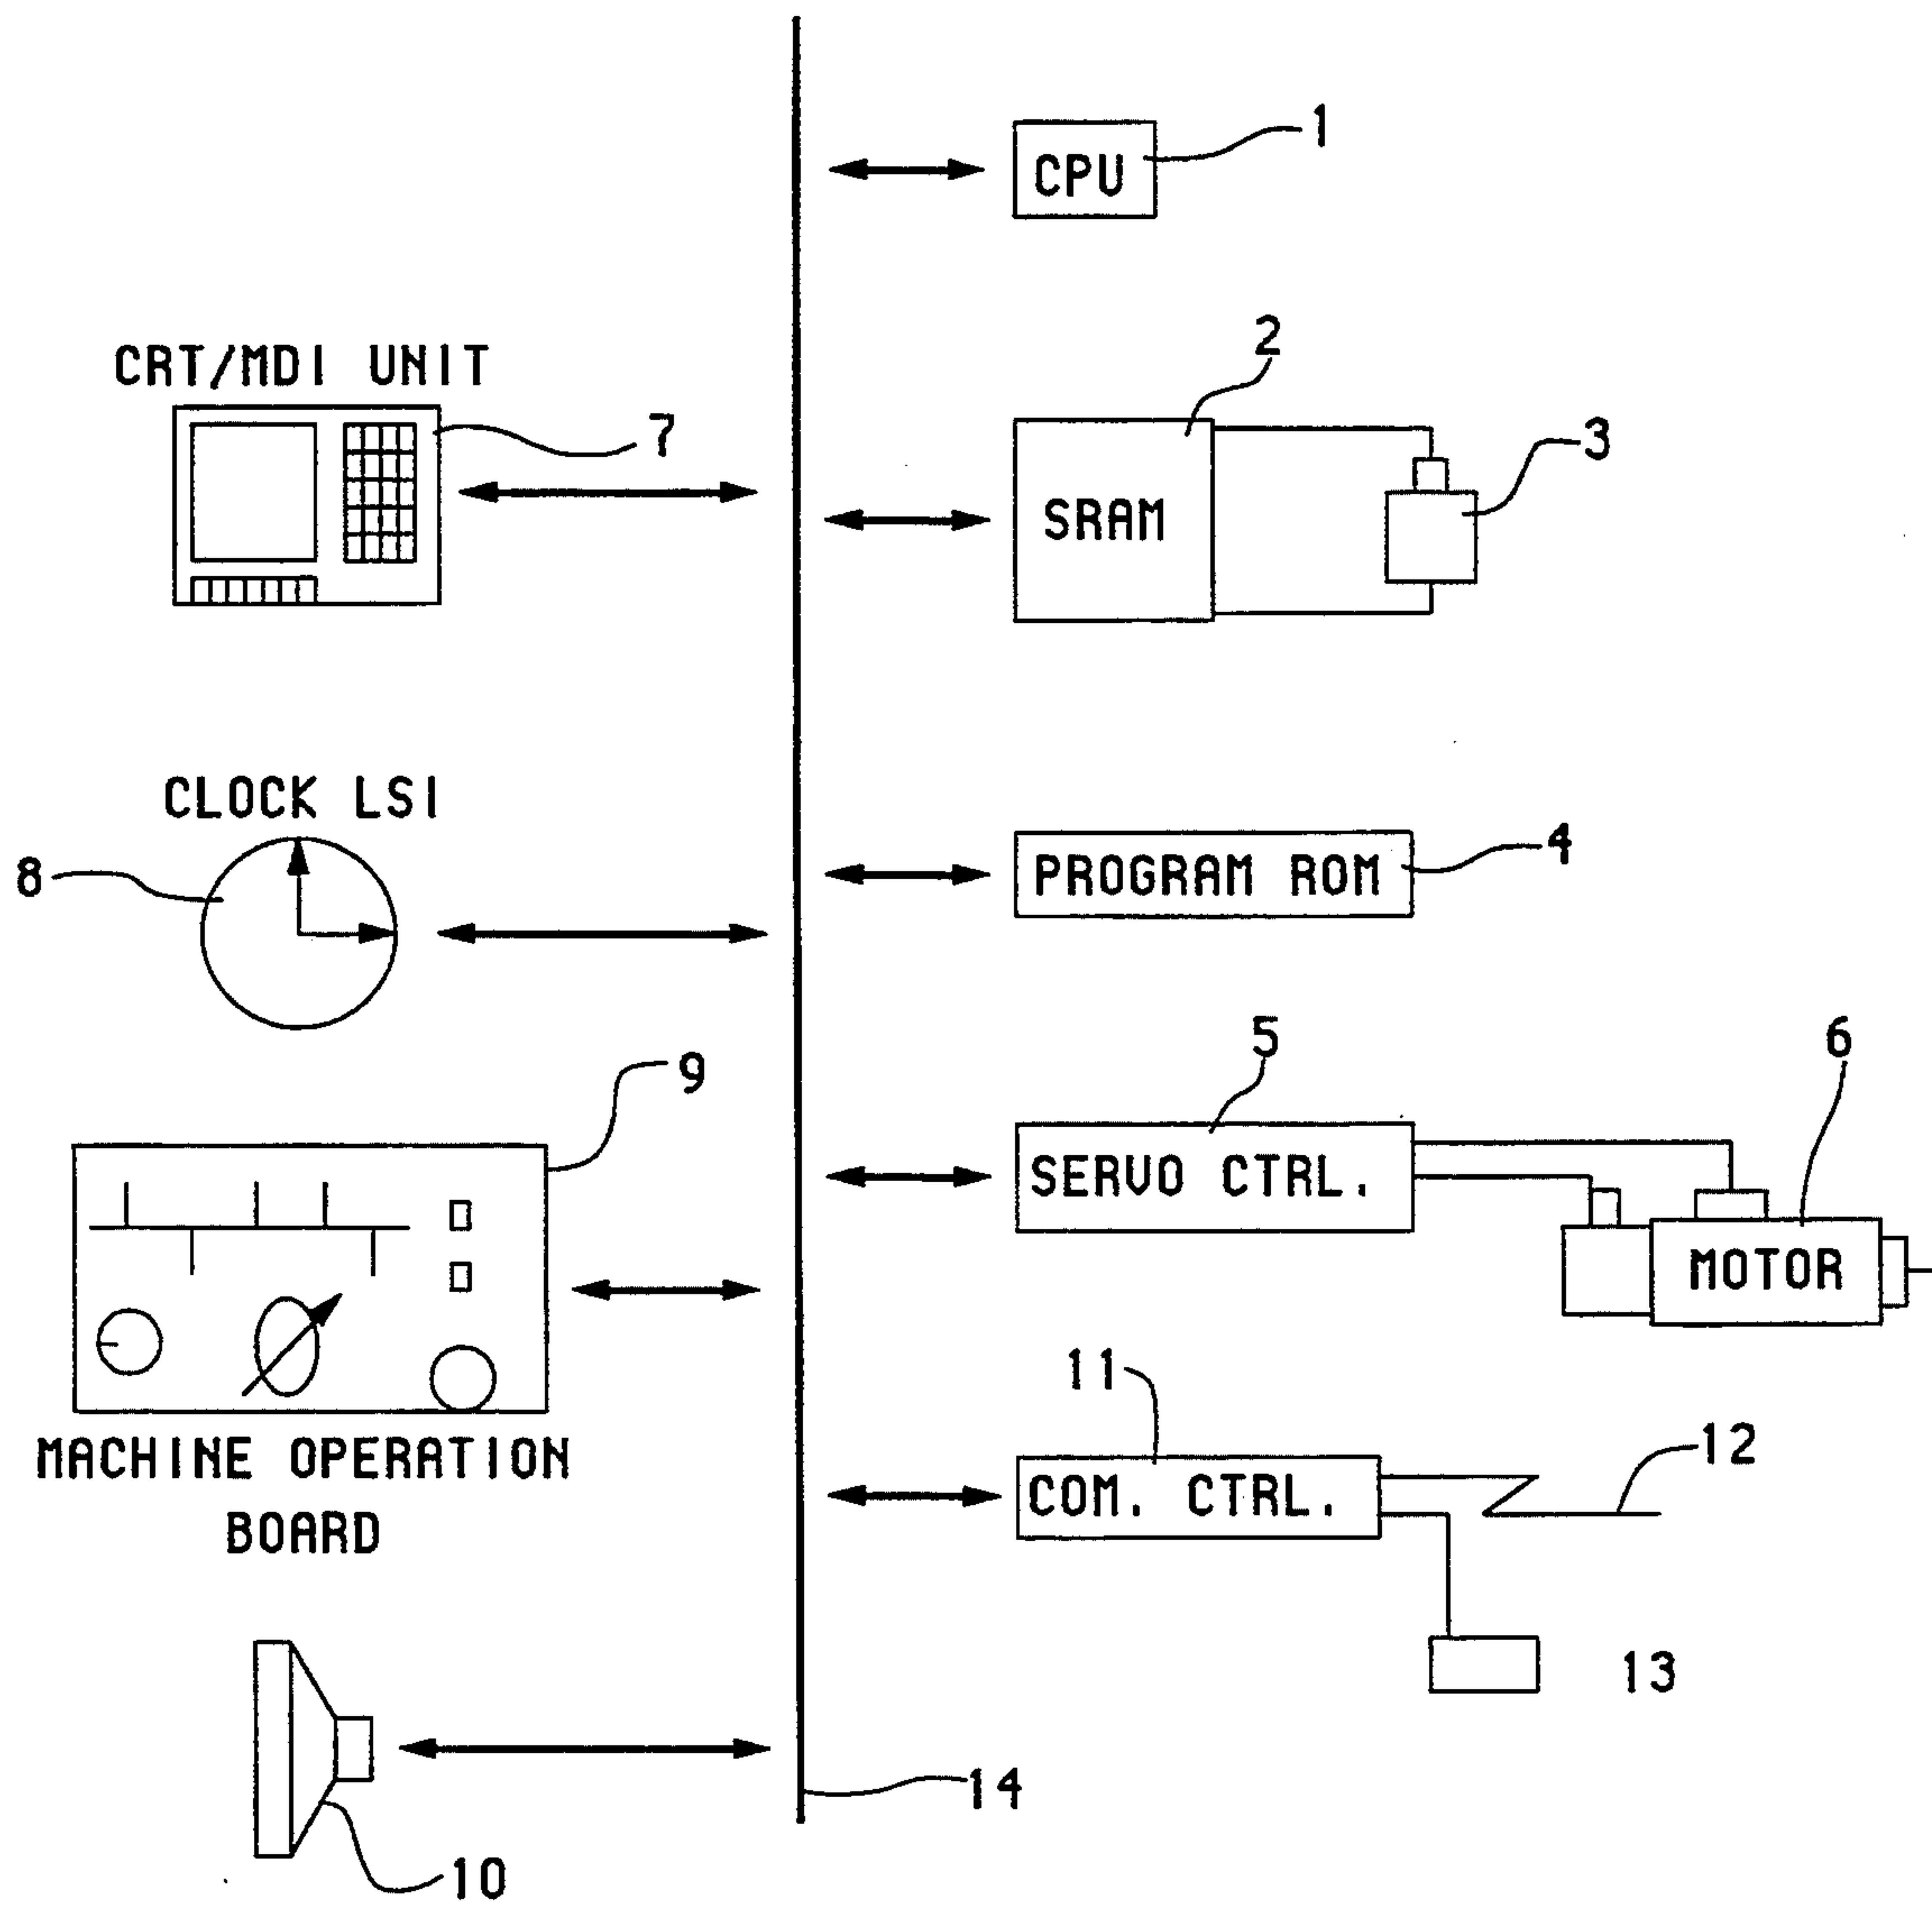 1
CPU
2
CRT/MDI UNIT
7
3
SRAM
CLOCK LSI
8
4
PROGRAM ROM
5
6
9
SERVO CTRL.
MOTOR
11
12
MACHINE OPERATION
BOARD
COM. CTRL.
13
14
10